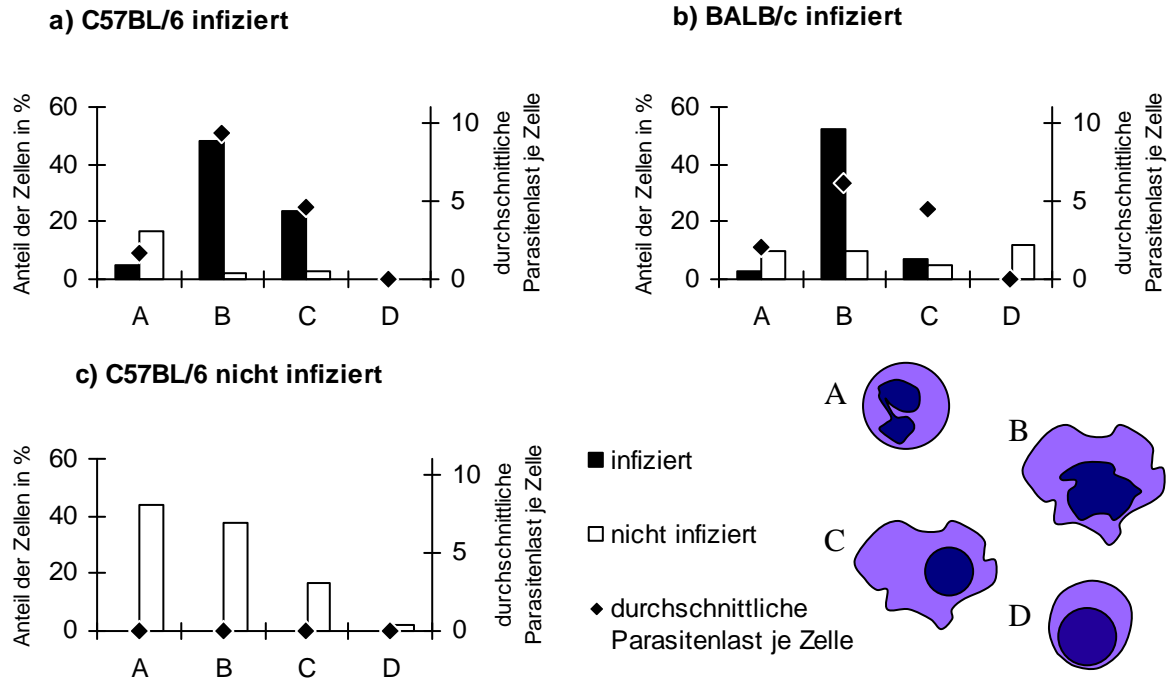 a) C57BL/6 infiziert
Anteil der Zellen in %
60
40
20
0
10
5
0
durchschnittliche
Parasitenlast je Zelle
A B C D
b) BALB/c infiziert
Anteil der Zellen in %
60
40
20
0
10
5
0
durchschnittliche
Parasitenlast je Zelle
A B C D
c) C57BL/6 nicht infiziert
Anteil der Zellen in %
60
40
20
0
10
5
0
durchschnittliche
Parasitenlast je Zelle
A B C D
infiziert
nicht infiziert
durchschnittliche
Parasitenlast je Zelle
A
B
C
D